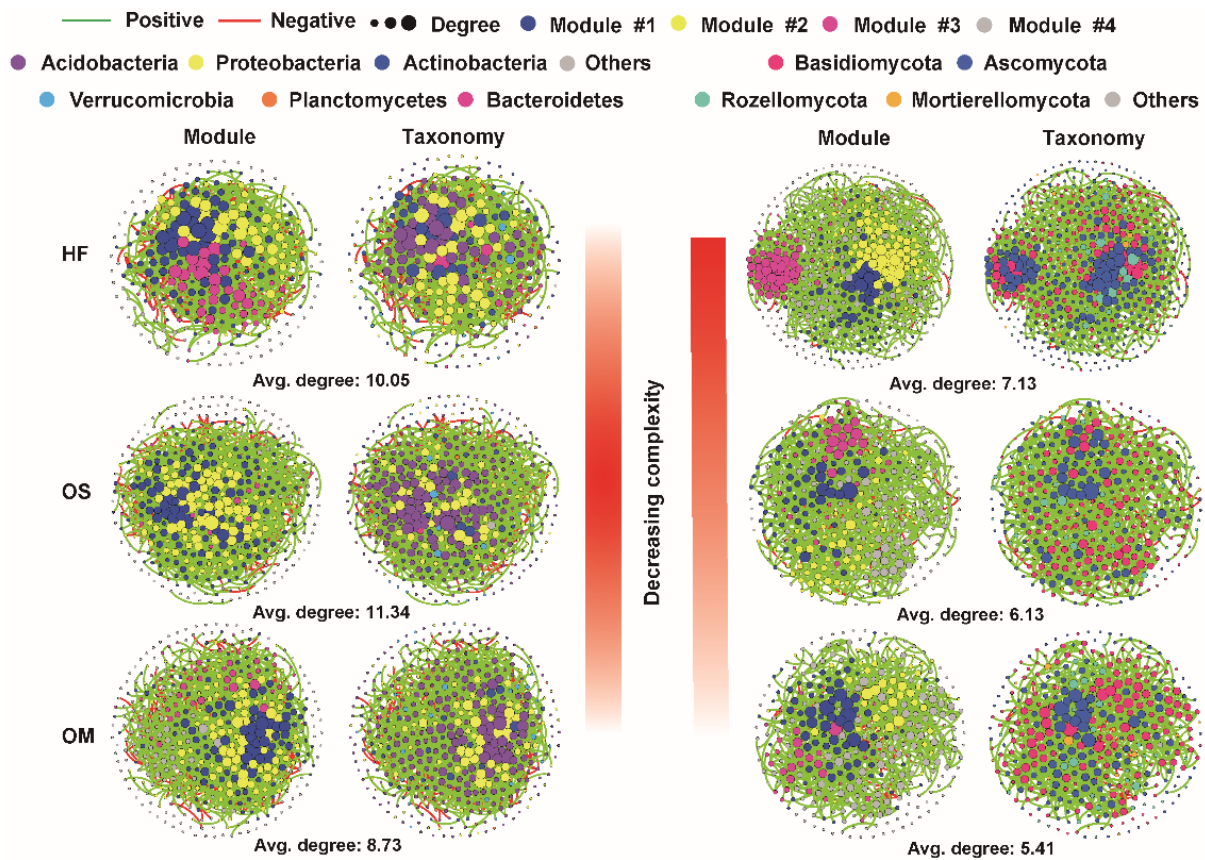 Positive Negative Degree Module #1 Module #2 Module #3 Module #4
Acidobacteria Proteobacteria Actinobacteria Others Basidiomycota Ascomycota
Verrucomicrobia Planctomycetes Bacteroidetes Rozellomycota Mortierellomycota Others
Module Taxonomy Module Taxonomy
HF
Avg. degree: 10.05 Avg. degree: 7.13
OS
Decreasing complexity
Avg. degree: 11.34 Avg. degree: 6.13
OM
Avg. degree: 8.73 Avg. degree: 5.41